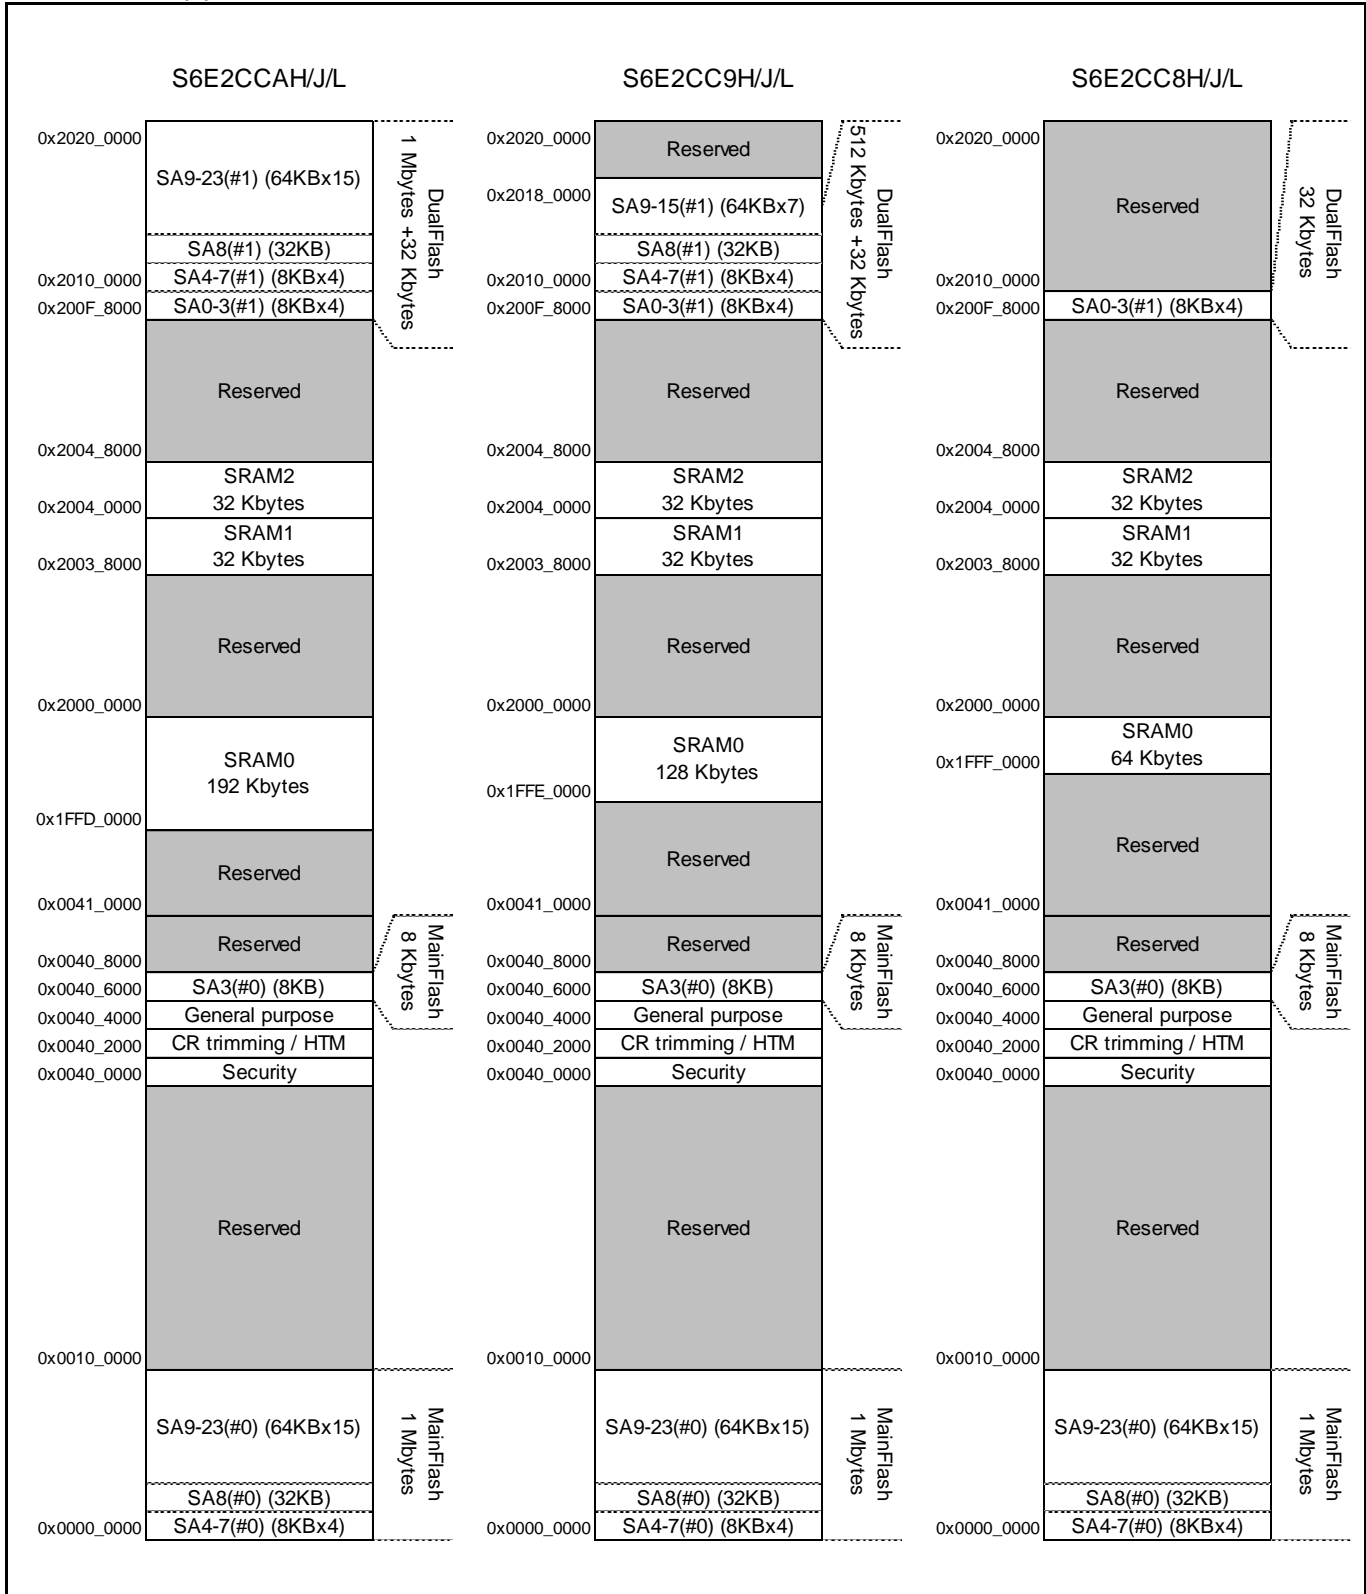 S6E2CCAH/J/L
0x2020_0000
SA9-23(#1) (64KBx15)
SA8(#1) (32KB)
0x2010_0000
SA4-7(#1) (8KBx4)
0x200F_8000
SA0-3(#1) (8KBx4)
DualFlash
1 Mbytes +32 Kbytes
Reserved
0x2004_8000
SRAM2
32 Kbytes
0x2004_0000
SRAM1
32 Kbytes
0x2003_8000
Reserved
0x2000_0000
SRAM0
192 Kbytes
0x1FFD_0000
Reserved
0x0041_0000
Reserved
0x0040_8000
SA3(#0) (8KB)
0x0040_6000
General purpose
0x0040_4000
CR trimming / HTM
0x0040_2000
Security
0x0040_0000
MainFlash
8 Kbytes
Reserved
0x0010_0000
SA9-23(#0) (64KBx15)
SA8(#0) (32KB)
SA4-7(#0) (8KBx4)
0x0000_0000
MainFlash
1 Mbytes
S6E2CC9H/J/L
0x2020_0000
Reserved
0x2018_0000
SA9-15(#1) (64KBx7)
SA8(#1) (32KB)
0x2010_0000
SA4-7(#1) (8KBx4)
0x200F_8000
SA0-3(#1) (8KBx4)
DualFlash
512 Kbytes +32 Kbytes
Reserved
0x2004_8000
SRAM2
32 Kbytes
0x2004_0000
SRAM1
32 Kbytes
0x2003_8000
Reserved
0x2000_0000
SRAM0
128 Kbytes
0x1FFE_0000
Reserved
0x0041_0000
Reserved
0x0040_8000
SA3(#0) (8KB)
0x0040_6000
General purpose
0x0040_4000
CR trimming / HTM
0x0040_2000
Security
0x0040_0000
MainFlash
8 Kbytes
Reserved
0x0010_0000
SA9-23(#0) (64KBx15)
SA8(#0) (32KB)
SA4-7(#0) (8KBx4)
0x0000_0000
MainFlash
1 Mbytes
S6E2CC8H/J/L
0x2020_0000
Reserved
0x2010_0000
0x200F_8000
SA0-3(#1) (8KBx4)
DualFlash
32 Kbytes
Reserved
0x2004_8000
SRAM2
32 Kbytes
0x2004_0000
SRAM1
32 Kbytes
0x2003_8000
Reserved
0x2000_0000
SRAM0
64 Kbytes
0x1FFF_0000
Reserved
0x0041_0000
Reserved
0x0040_8000
SA3(#0) (8KB)
0x0040_6000
General purpose
0x0040_4000
CR trimming / HTM
0x0040_2000
Security
0x0040_0000
MainFlash
8 Kbytes
Reserved
0x0010_0000
SA9-23(#0) (64KBx15)
SA8(#0) (32KB)
SA4-7(#0) (8KBx4)
0x0000_0000
MainFlash
1 Mbytes